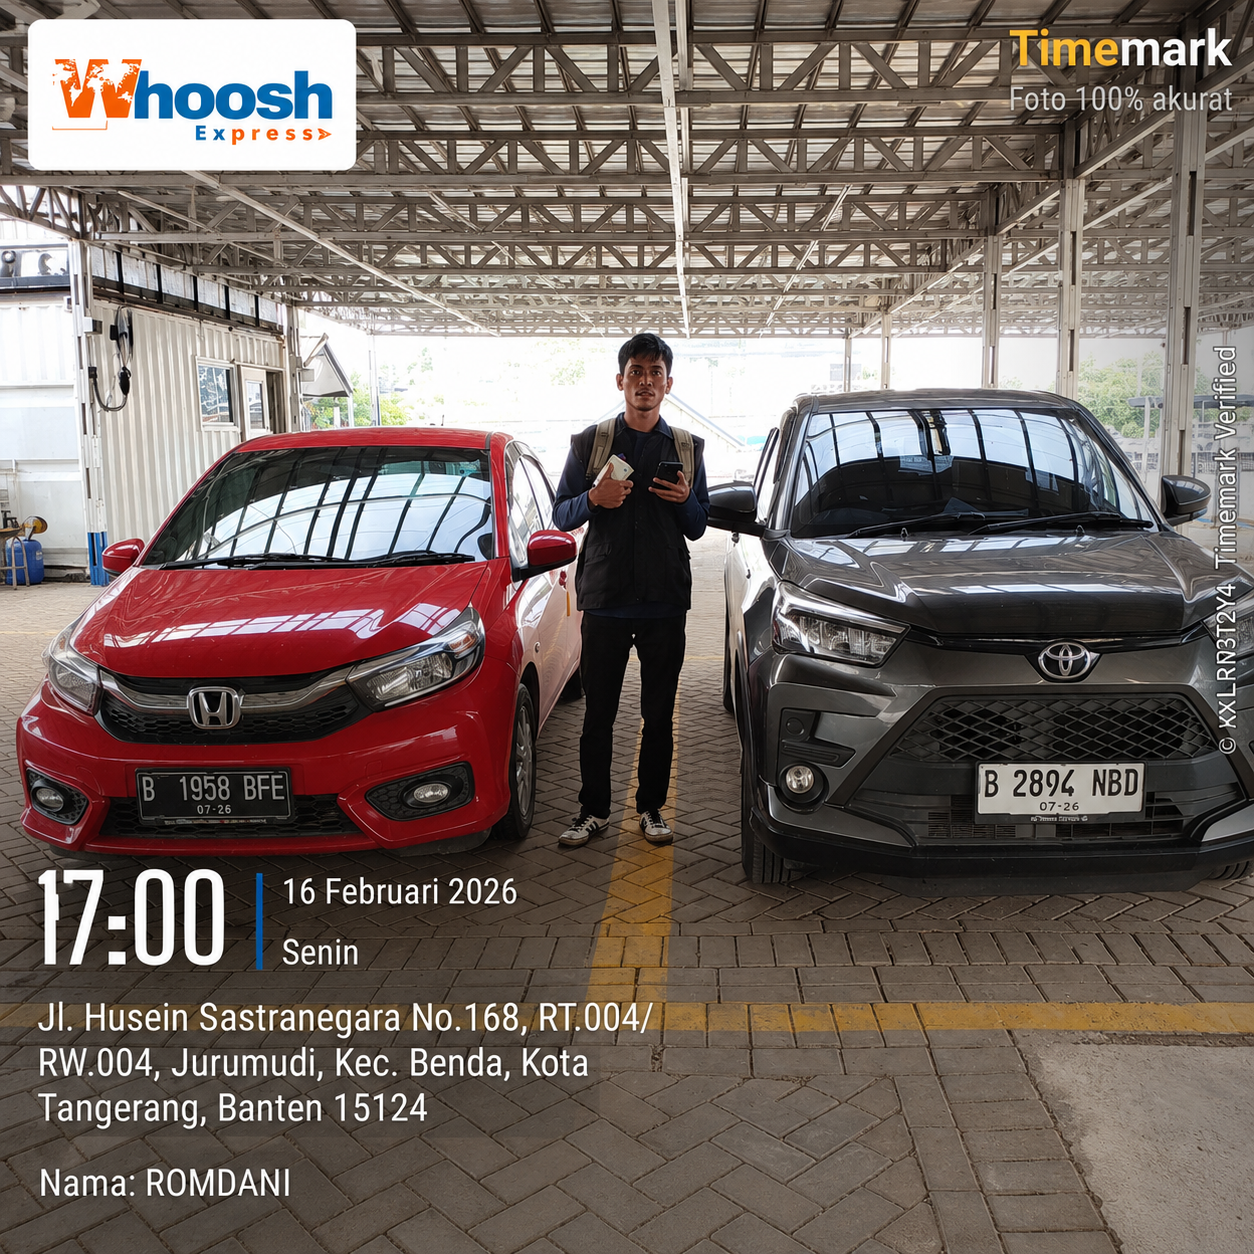 Whoosh
Express
Timemark
Foto 100% akurat
© KXLRN3T2Y4 Timemark Verified
B 1958 BFE
07-26
B 2894 NBD
07-26
17:00
16 Februari 2026
Senin
Jl. Husein Sastranegara No.168, RT.004/
RW.004, Jurumudi, Kec. Benda, Kota
Tangerang, Banten 15124
Nama: ROMDANI